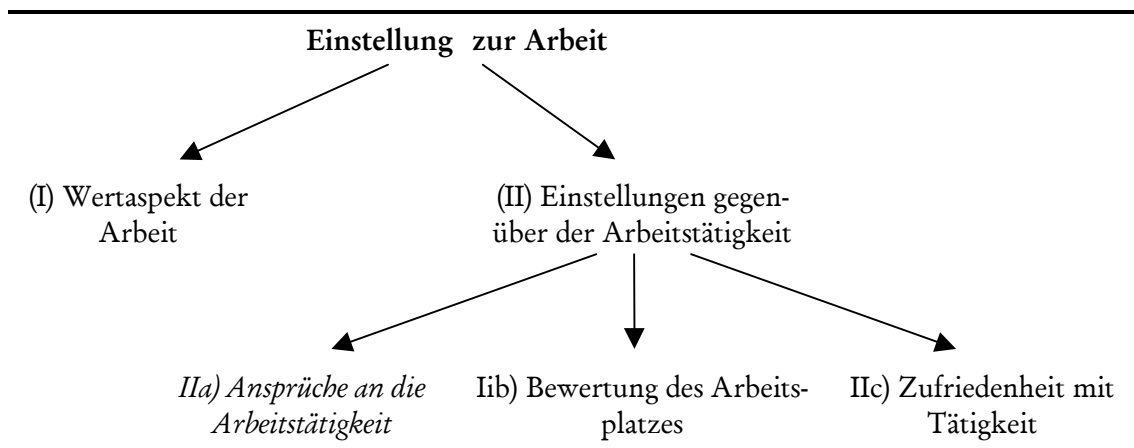 Einstellung zur Arbeit
(I) Wertaspekt der
Arbeit
(II) Einstellungen gegen-
über der Arbeitstätigkeit
IIa) Ansprüche an die
Arbeitstätigkeit
Iib) Bewertung des Arbeits-
platzes
IIc) Zufriedenheit mit
Tätigkeit